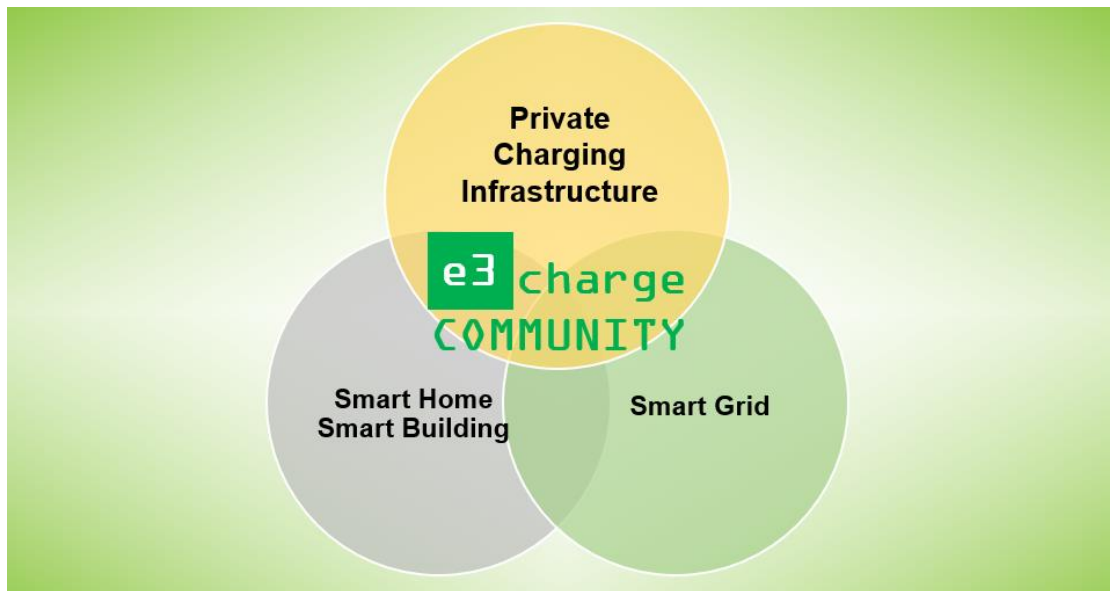 Private
Charging
Infrastructure
e3 charge
COMMUNITY
Smart Home
Smart Building
Smart Grid